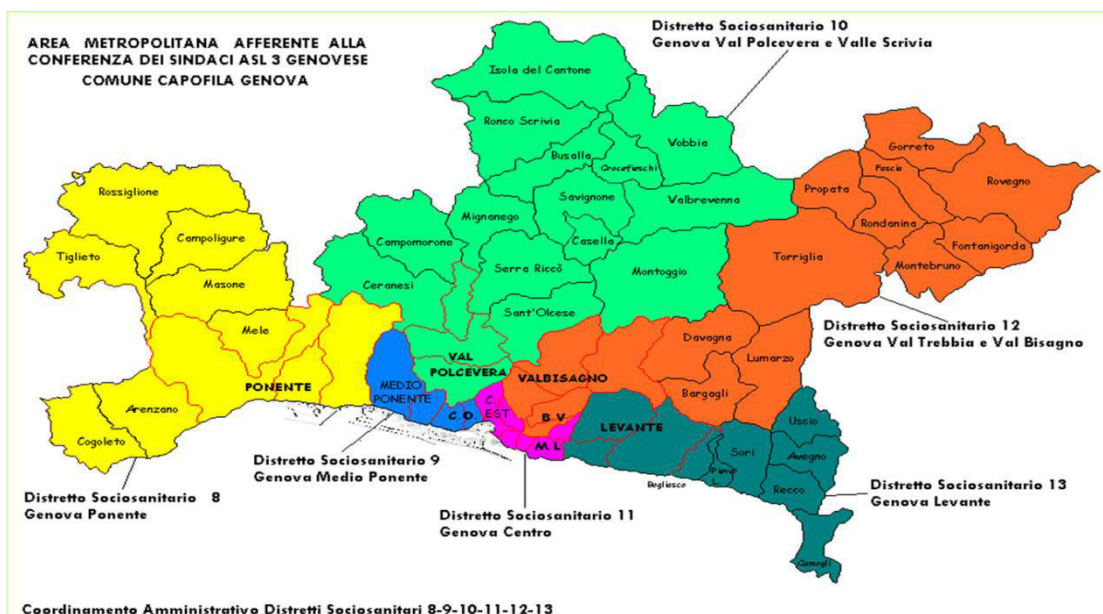 AREA METROPOLITANA AFFERENTE ALLA
CONFERENZA DEI SINDACI ASL 3 GENOVESE
COMUNE CAPOFILA GENOVA
Distretto Sociosanitario 10
Genova Val Polcevera e Valle Scrivia
Isola del Cantone
Ronco Scrivia
Vobbia
Busalla
Crocefieschi
Gorreto
Fascia
Rovegno
Propata
Rossiglione
Savignone
Valbrevenna
Rondanina
Mignanego
Campoligure
Campomorone
Casella
Fontanigorda
Tiglieto
Serra Riccò
Montoggio
Torriglia
Montebruno
Masone
Ceranesi
Sant'Olcese
Mele
Distretto Sociosanitario 12
Genova Val Trebbia e Val Bisagno
Davagna
Lumarzo
VAL
POLCEVERA
VALBISAGNO
PONENTE
MEDIO
PONENTE
Bargagli
C.
EST
Arenzano
C O
B V
LEVANTE
Uscio
Cogoleto
M L
Sori
Avegno
Pieve
L.
Distretto Sociosanitario 9
Genova Medio Ponente
Bogliasco
Recco
Distretto Sociosanitario 13
Genova Levante
Distretto Sociosanitario 8
Genova Ponente
Distretto Sociosanitario 11
Genova Centro
Camogli
Coordinamento Amministrativo Distretti Sociosanitari 8-9-10-11-12-13